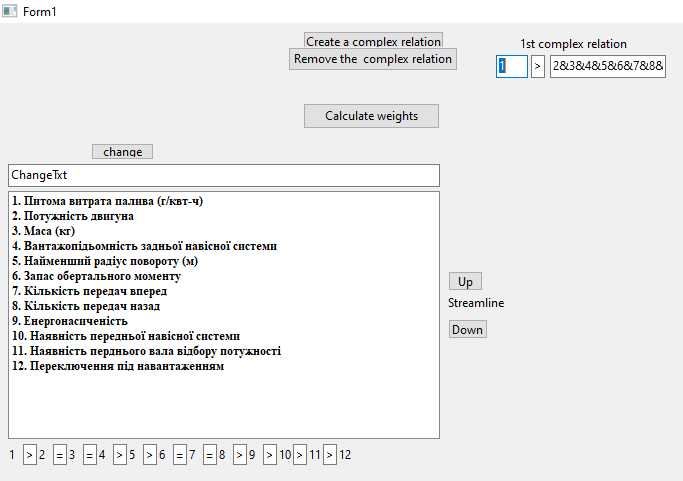 Form1
Create a complex relation
Remove the complex relation
1st complex relation
1 > 2&3&4&5&6&7&8&
Calculate weights
change
ChangeTxt
1. Питома витрата палива (г/квт-ч)
2. Потужність двигуна
3. Маса (кг)
4. Вантажопідьомність задньої навісної системи
5. Найменший радіус повороту (м)
6. Запас обертального моменту
7. Кількість передач вперед
8. Кількість передач назад
9. Енергонасиченість
10. Наявність передньої навісної системи
11. Наявність перднього вала відбору потужності
12. Переключення під навантаженням
Up
Streamline
Down
1 > 2 = 3 = 4 > 5 > 6 = 7 = 8 > 9 > 10 > 11 > 12